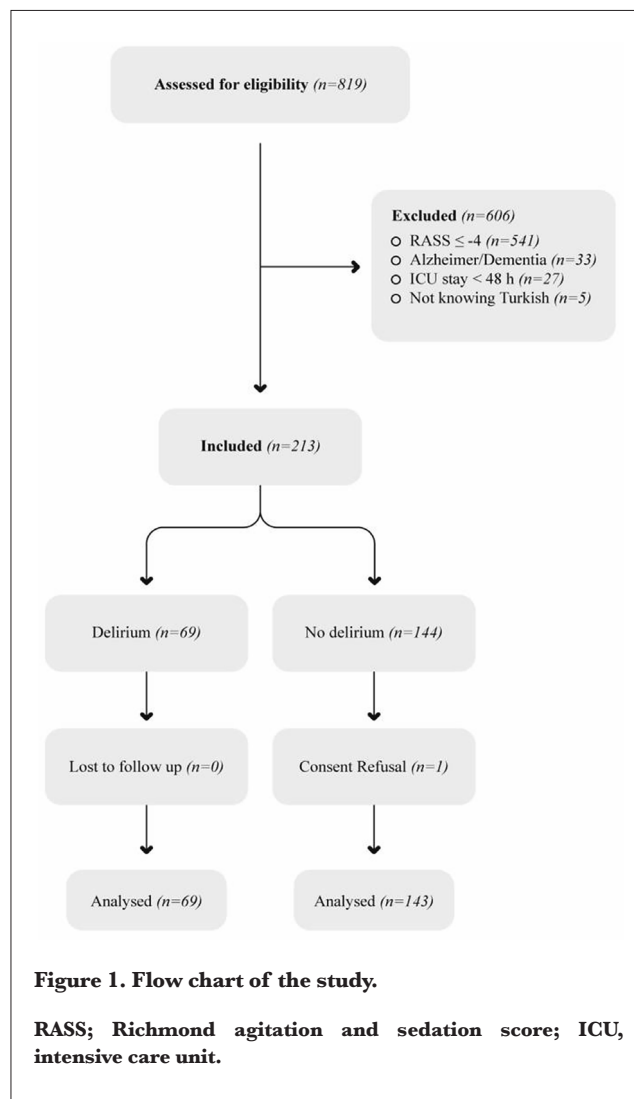 Assessed for eligibility (n=819)
Excluded (n=606)
RASS ≤ -4 (n=541)
Alzheimer/Dementia (n=33)
ICU stay < 48 h (n=27)
Not knowing Turkish (n=5)
Included (n=213)
Delirium (n=69)
No delirium (n=144)
Lost to follow up (n=0)
Consent Refusal (n=1)
Analysed (n=69)
Analysed (n=143)
Figure 1. Flow chart of the study.
RASS; Richmond agitation and sedation score; ICU,
intensive care unit.